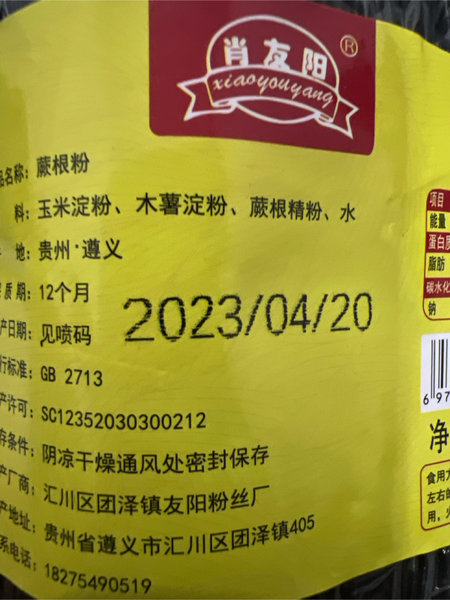 肖友阳®
xiaoyouyang
品名称: 蕨根粉
料: 玉米淀粉、木薯淀粉、蕨根精粉、水
地: 贵州·遵义
质期: 12个月
产日期: 见喷码
2023/04/20
行标准: GB 2713
产许可: SC12352030300212
存条件: 阴凉干燥通风处密封保存
产厂商: 汇川区团泽镇友阳粉丝厂
产地址: 贵州省遵义市汇川区团泽镇405
系电话: 18275490519
项目
能量
蛋白质
脂肪
碳水化
钠
6 97
净
食用方
左右的
用,